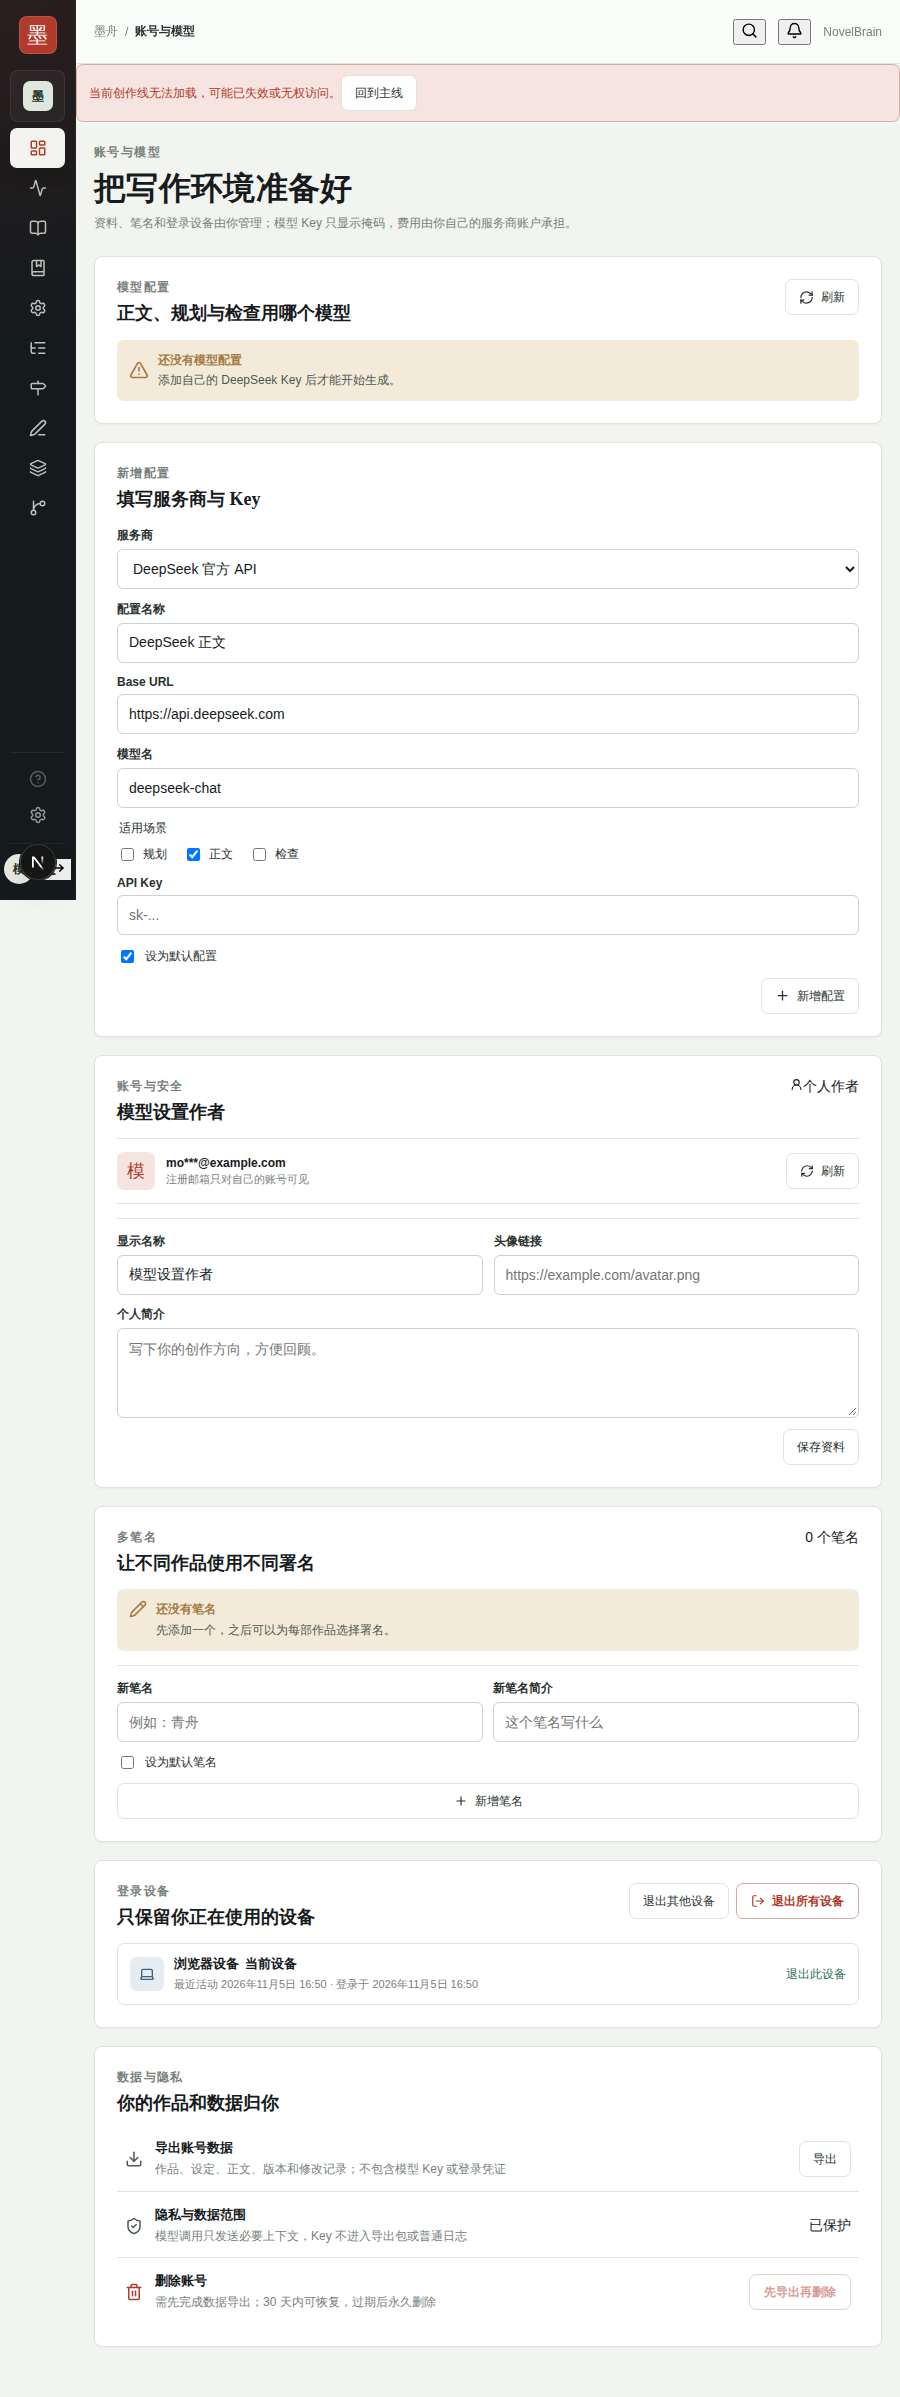 墨
墨舟 / 账号与模型
NovelBrain
墨
当前创作线无法加载，可能已失效或无权访问。
回到主线
账号与模型
把写作环境准备好
资料、笔名和登录设备由你管理；模型 Key 只显示掩码，费用由你自己的服务商账户承担。
模型配置
正文、规划与检查用哪个模型
刷新
还没有模型配置
添加自己的 DeepSeek Key 后才能开始生成。
新增配置
填写服务商与 Key
服务商
DeepSeek 官方 API
配置名称
DeepSeek 正文
Base URL
https://api.deepseek.com
模型名
deepseek-chat
适用场景
规划 正文 检查
API Key
sk-...
设为默认配置
新增配置
账号与安全
模型设置作者
个人作者
模
mo***@example.com
注册邮箱只对自己的账号可见
刷新
显示名称
模型设置作者
头像链接
https://example.com/avatar.png
个人简介
写下你的创作方向，方便回顾。
保存资料
多笔名
让不同作品使用不同署名
0 个笔名
还没有笔名
先添加一个，之后可以为每部作品选择署名。
新笔名
例如：青舟
新笔名简介
这个笔名写什么
设为默认笔名
新增笔名
登录设备
只保留你正在使用的设备
退出其他设备
退出所有设备
浏览器设备 当前设备
最近活动 2026年11月5日 16:50 · 登录于 2026年11月5日 16:50
退出此设备
数据与隐私
你的作品和数据归你
导出账号数据
作品、设定、正文、版本和修改记录；不包含模型 Key 或登录凭证
导出
隐私与数据范围
模型调用只发送必要上下文，Key 不进入导出包或普通日志
已保护
删除账号
需先完成数据导出；30 天内可恢复，过期后永久删除
先导出再删除